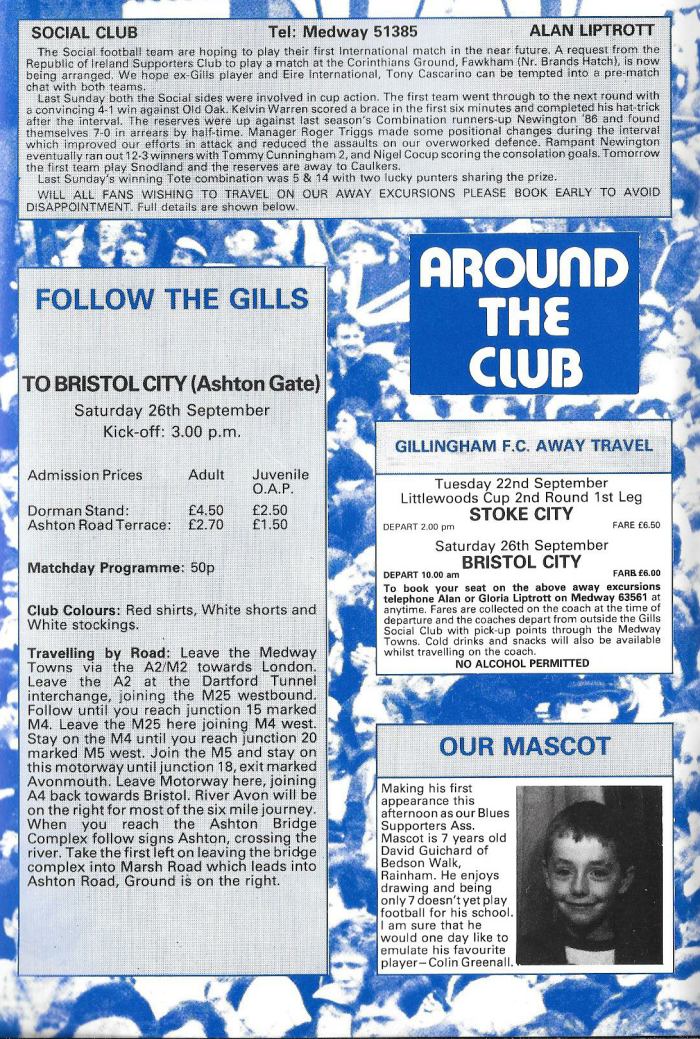 SOCIAL CLUB Tel: Medway 51385 ALAN LIPTROTT
The Social football team are hoping to play their first International match in the near future. A request from the
Republic of Ireland Supporters Club to play a match at the Corinthians Ground, Fawkham (Nr. Brands Hatch), is now
being arranged. We hope ex-Gills player and Eire International, Tony Cascarino can be tempted into a pre-match
chat with both teams.
Last Sunday both the Social sides were involved in cup action. The first team went through to the next round with
a convincing 4-1 win against Old Oak. Kelvin Warren scored a brace in the first six minutes and completed his hat-trick
after the interval. The reserves were up against last season's Combination runners-up Newington '86 and found
themselves 7-0 in arrears by half-time. Manager Roger Triggs made some positional changes during the interval
which improved our efforts in attack and reduced the assaults on our overworked defence. Rampant Newington
eventually ran out 12-3 winners with Tommy Cunningham 2, and Nigel Cocup scoring the consolation goals. Tomorrow
the first team play Snodland and the reserves are away to Caulkers.
Last Sunday's winning Tote combination was 5 & 14 with two lucky punters sharing the prize.
WILL ALL FANS WISHING TO TRAVEL ON OUR AWAY EXCURSIONS PLEASE BOOK EARLY TO AVOID
DISAPPOINTMENT. Full details are shown below.
FOLLOW THE GILLS
TO BRISTOL CITY (Ashton Gate)
Saturday 26th September
Kick-off: 3.00 p.m.
Admission Prices Adult Juvenile
O.A.P.
Dorman Stand: £4.50 £2.50
Ashton Road Terrace: £2.70 £1.50
Matchday Programme: 50p
Club Colours: Red shirts, White shorts and
White stockings.
Travelling by Road: Leave the Medway
Towns via the A2/M2 towards London.
Leave the A2 at the Dartford Tunnel
interchange, joining the M25 westbound.
Follow until you reach junction 15 marked
M4. Leave the M25 here joining M4 west.
Stay on the M4 until you reach junction 20
marked M5 west. Join the M5 and stay on
this motorway until junction 18, exit marked
Avonmouth. Leave Motorway here, joining
A4 back towards Bristol. River Avon will be
on the right for most of the six mile journey.
When you reach the Ashton Bridge
Complex follow signs Ashton, crossing the
river. Take the first left on leaving the bridge
complex into Marsh Road which leads into
Ashton Road, Ground is on the right.
AROUND
THE
CLUB
GILLINGHAM F.C. AWAY TRAVEL
Tuesday 22nd September
Littlewoods Cup 2nd Round 1st Leg
STOKE CITY
DEPART 2.00 pm FARE £6.50
Saturday 26th September
BRISTOL CITY
DEPART 10.00 am FARE £6.00
To book your seat on the above away excursions
telephone Alan or Gloria Liptrott on Medway 63561 at
anytime. Fares are collected on the coach at the time of
departure and the coaches depart from outside the Gills
Social Club with pick-up points through the Medway
Towns. Cold drinks and snacks will also be available
whilst travelling on the coach.
NO ALCOHOL PERMITTED
OUR MASCOT
Making his first
appearance this
afternoon as our Blues
Supporters Ass.
Mascot is 7 years old
David Guichard of
Bedson Walk,
Rainham. He enjoys
drawing and being
only 7 doesn't yet play
football for his school.
I am sure that he
would one day like to
emulate his favourite
player–Colin Greenall.